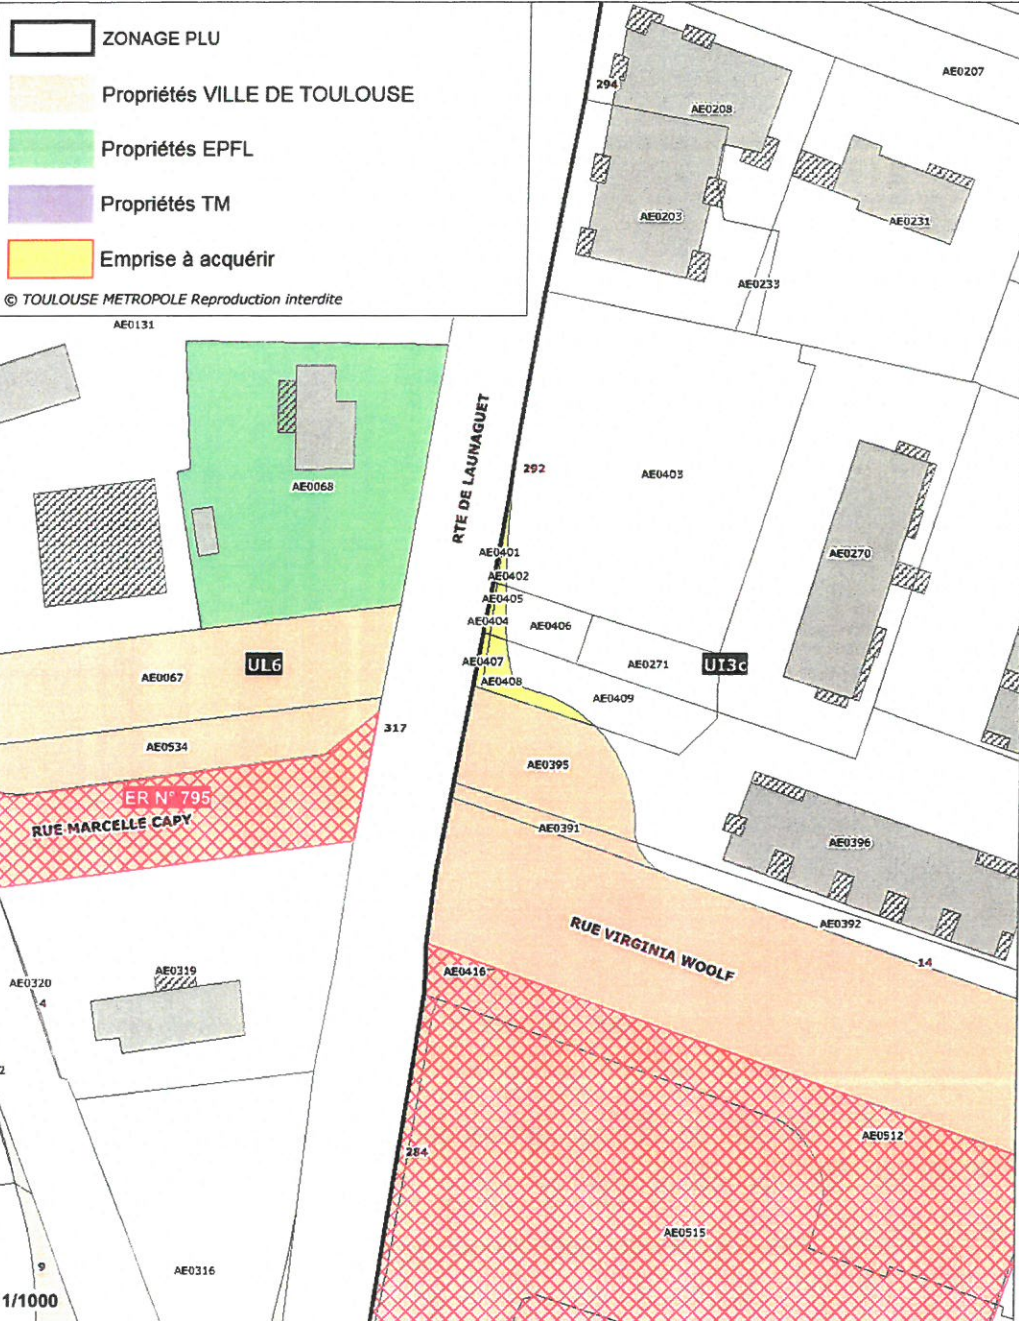 ZONAGE PLU
Propriétés VILLE DE TOULOUSE
Propriétés EPFL
Propriétés TM
Emprise à acquérir
© TOULOUSE METROPOLE Reproduction interdite
AE0207
294
AE0208
AE0203
AE0231
AE0233
AE0131
RTE DE LAUNAGUET
292
AE0403
AE0068
AE0401
AE0402
AE0405
AE0404
AE0406
AE0270
AE0407
AE0271
UI3c
AE0408
AE0409
UL6
AE0067
317
AE0534
AE0395
ER N° 795
RUE MARCELLE CAPY
AE0391
AE0396
AE0392
RUE VIRGINIA WOOLF
14
AE0416
AE0319
AE0320
4
2
AE0512
284
AE0515
9
AE0316
1/1000